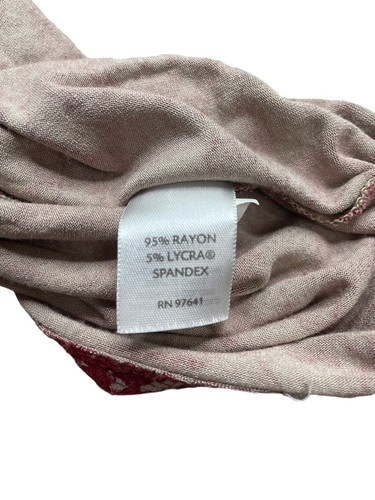 95% RAYON
5% LYCRA®
SPANDEX
RN 97641